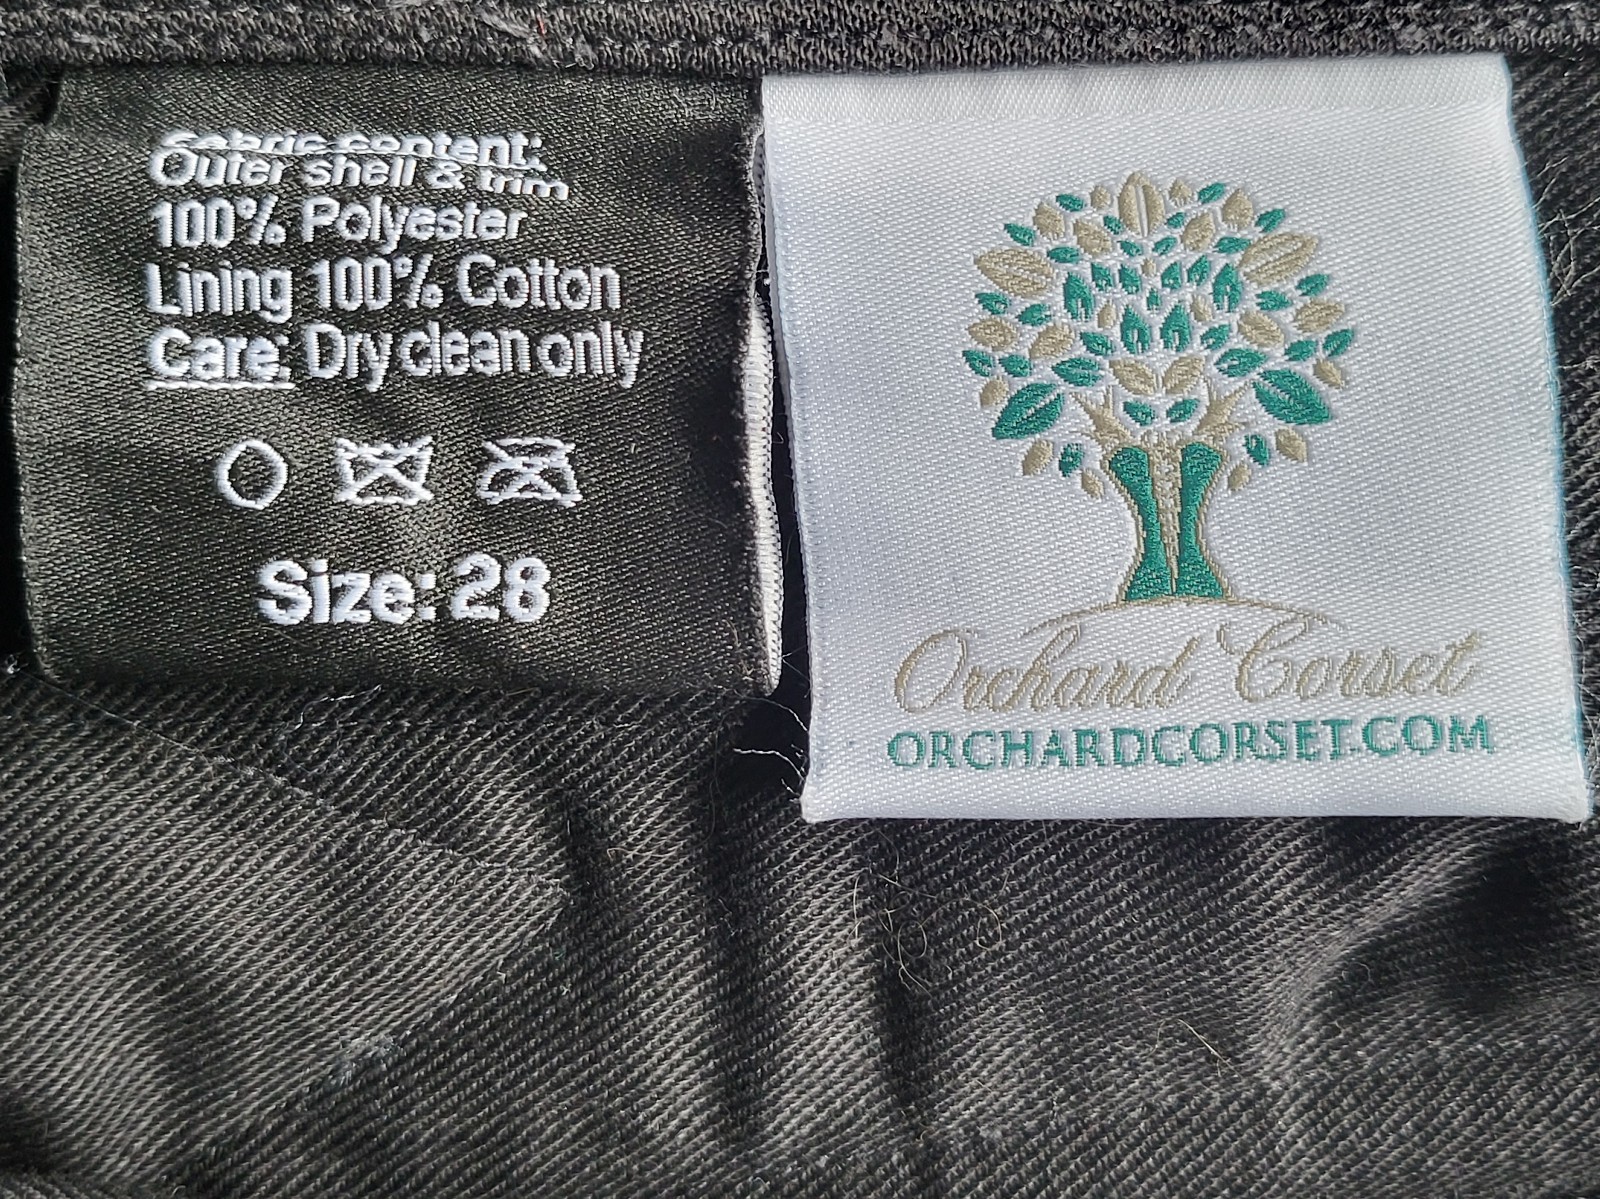 Fabric content:
Outer shell & trim
100% Polyester
Lining 100% Cotton
Care: Dry clean only
Size: 28
Orchard Corset
ORCHARDCORSET.COM